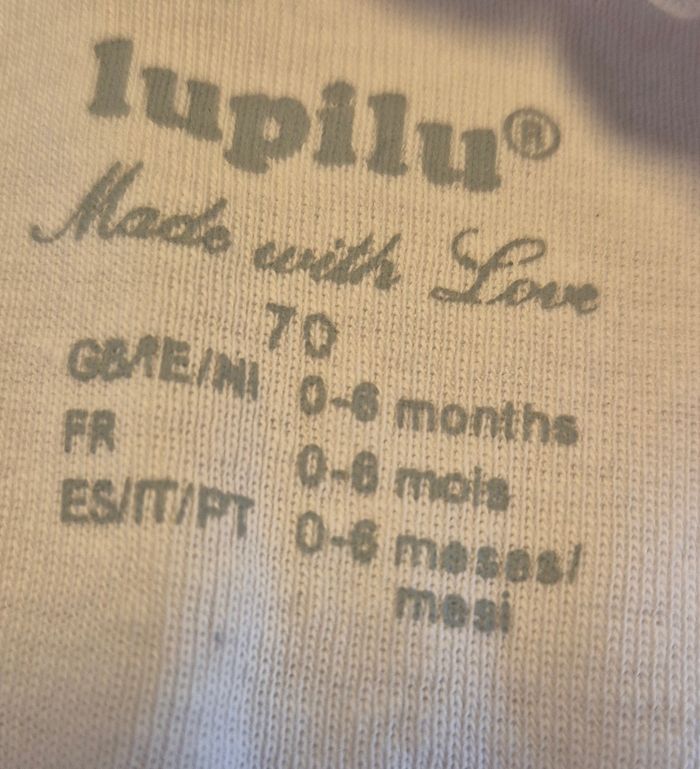 lupilu®
Made with Love
70
GB/IE/NI 0-6 months
FR 0-6 mois
ES/IT/PT 0-6 meses/
mesi